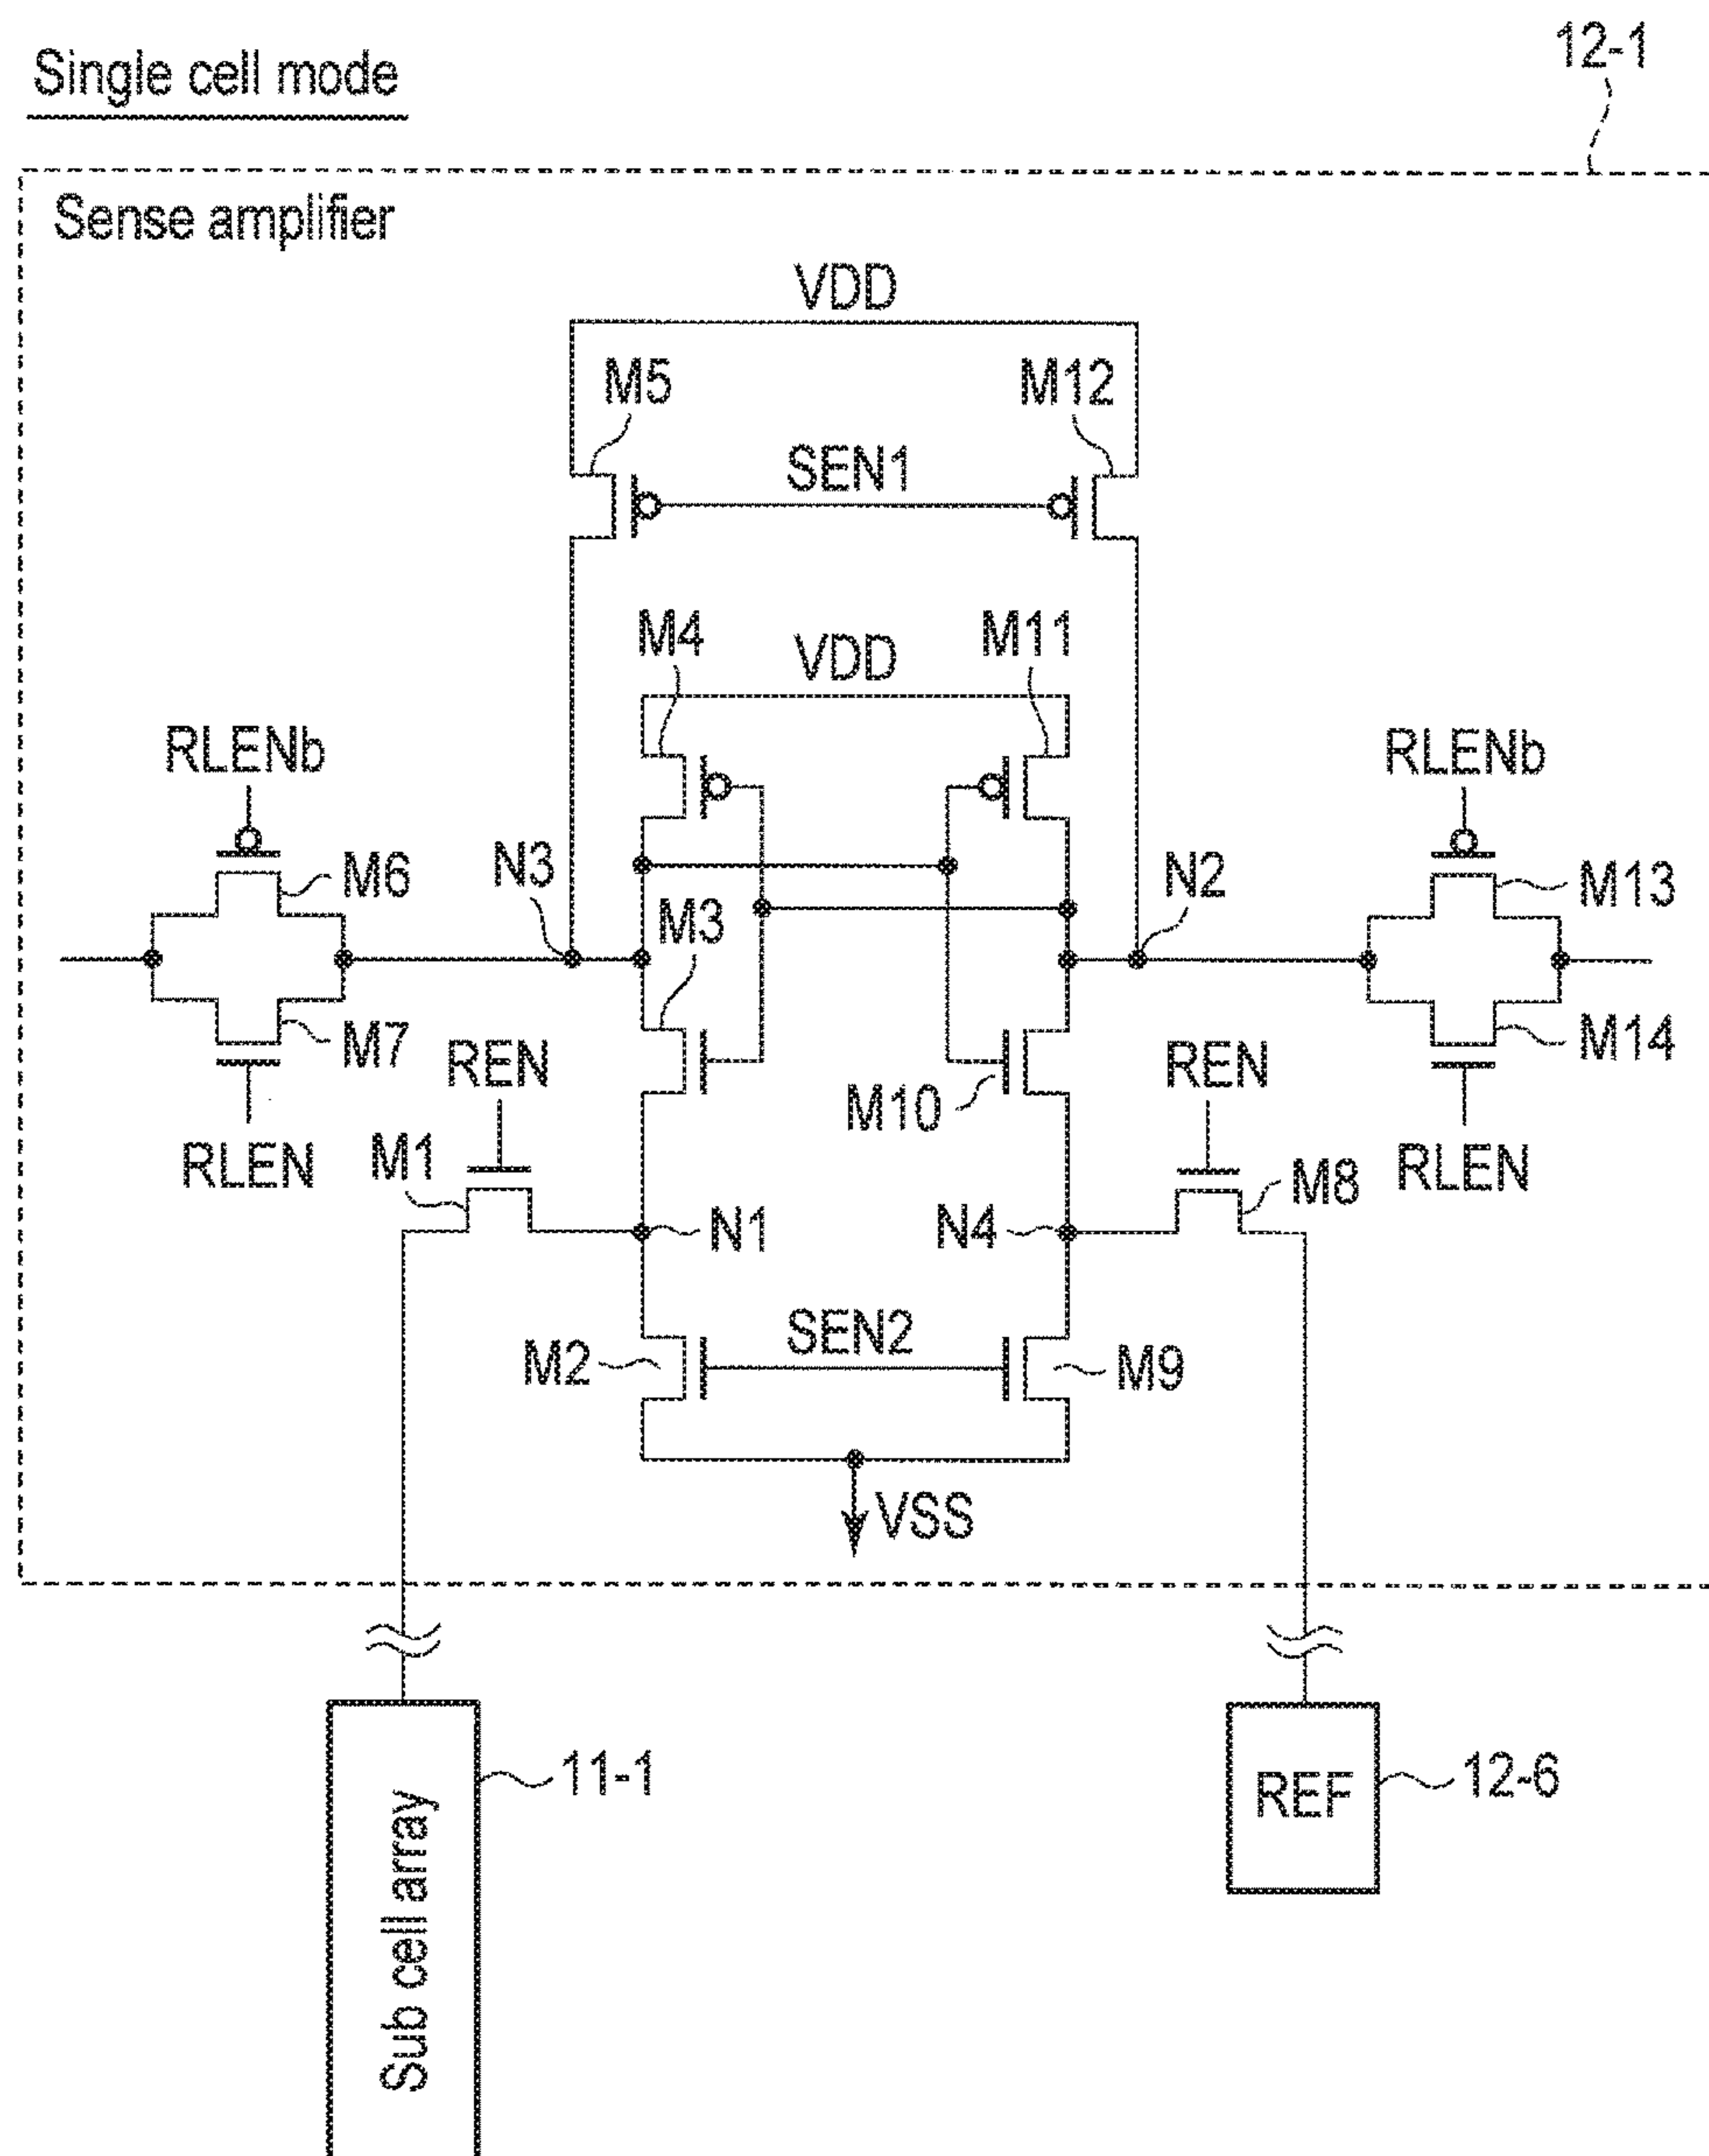 12-1
Single cell mode
Sense amplifier
VDD
M5
M12
SEN1
M4
VDD
M11
RLENb
RLENb
N3
M6
N2
M13
M3
M7
REN
M10
REN
M14
RLEN
M1
RLEN
M8
N1
N4
SEN2
M2
M9
VSS
11-1
REF
12-6
Sub cell array